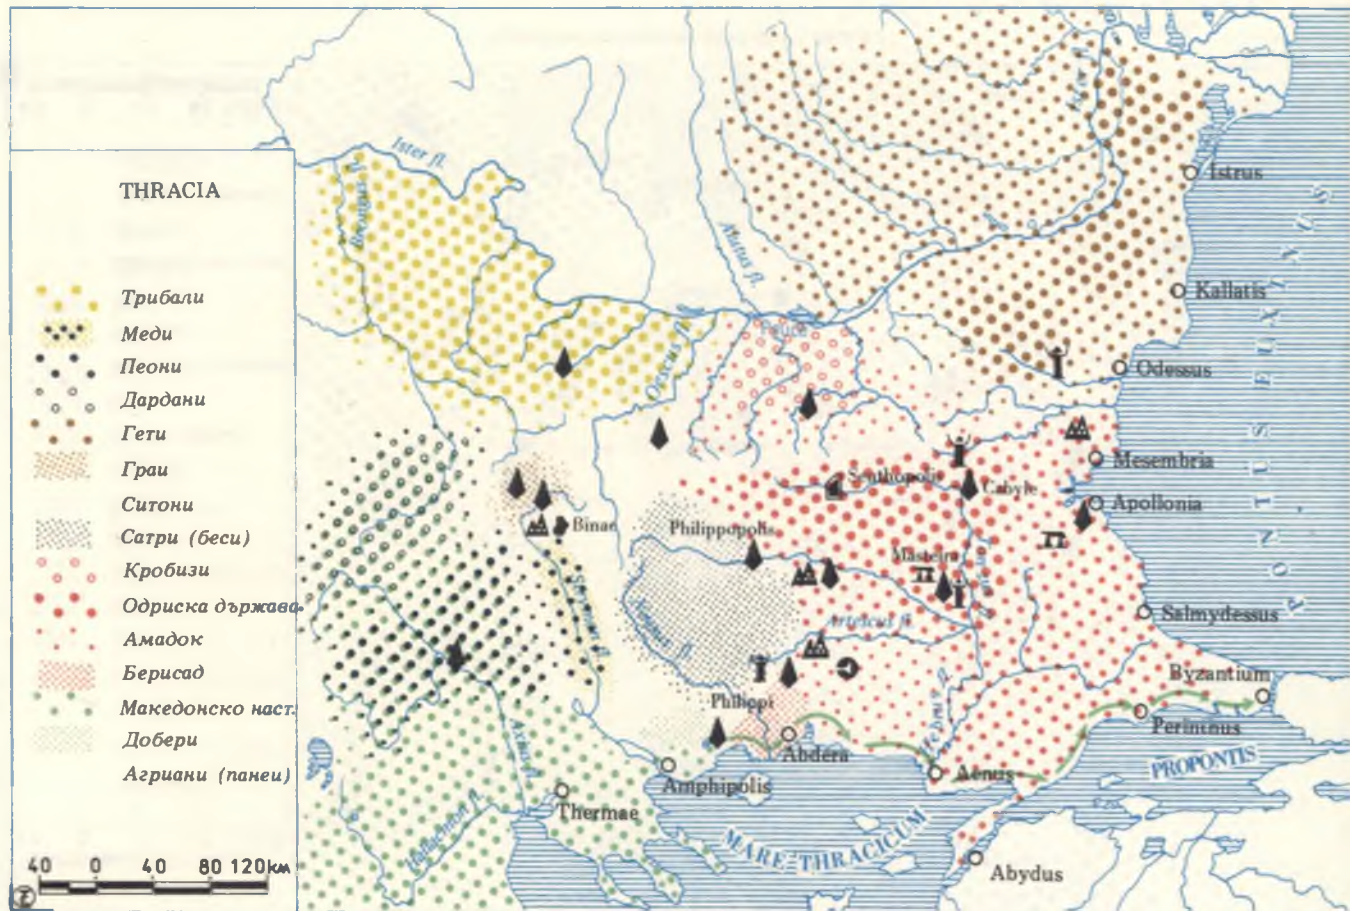 THRACIA
Трибали
Меди
Пеони
Дардани
Гети
Граи
Ситони
Сатри (беси)
Кробизи
Одриска държава
Амадок
Берисад
Македонско наст.
Добери
Агриани (панеи)
40 0 40 80 120км
Ister fl.
Ister fl.
Istrus
Kallatis
Odessus
Oescus fl.
Mesembria
Seuthopolis
Cabyle
Apollonia
Binae
Philippopolis
Masteira
Strymon fl.
Nestus fl.
Artescus fl.
Salmydessus
Byzantium
Philippi
Hebrus fl.
Perinthus
Abdera
Axius fl.
Amphipolis
Aenus
PROPONTIS
Thermae
Haliacmon fl.
MARE THRACICUM
Abydus
PONTUS EUXINUS